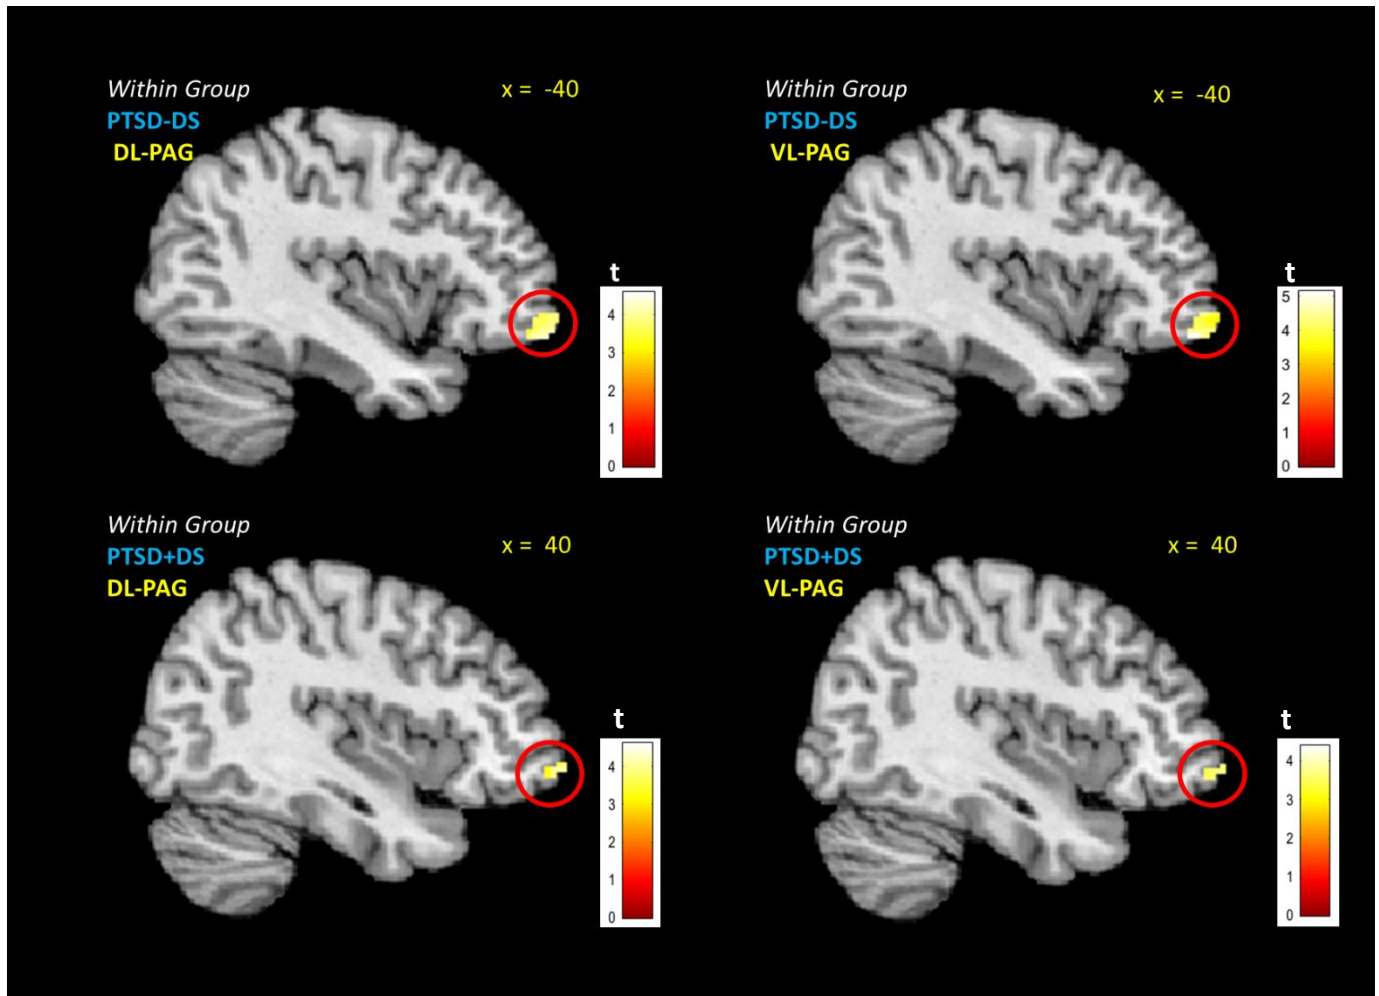 Within Group
x = -40
PTSD-DS
DL-PAG
t
4
3
2
1
0
Within Group
x = -40
PTSD-DS
VL-PAG
t
5
4
3
2
1
0
Within Group
x = 40
PTSD+DS
DL-PAG
t
4
3
2
1
0
Within Group
x = 40
PTSD+DS
VL-PAG
t
4
3
2
1
0